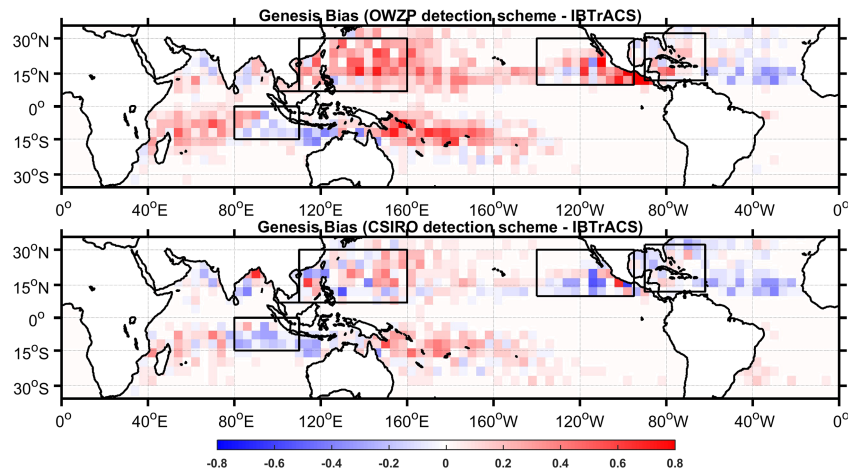 Genesis Bias (OWZP detection scheme - IBTrACS)
30°N
15°N
0°
15°S
30°S
0° 40°E 80°E 120°E 160°E 160°W 120°W 80°W 40°W 0°
Genesis Bias (CSIRO detection scheme - IBTrACS)
30°N
15°N
0°
15°S
30°S
0° 40°E 80°E 120°E 160°E 160°W 120°W 80°W 40°W 0°
-0.8 -0.6 -0.4 -0.2 0 0.2 0.4 0.6 0.8